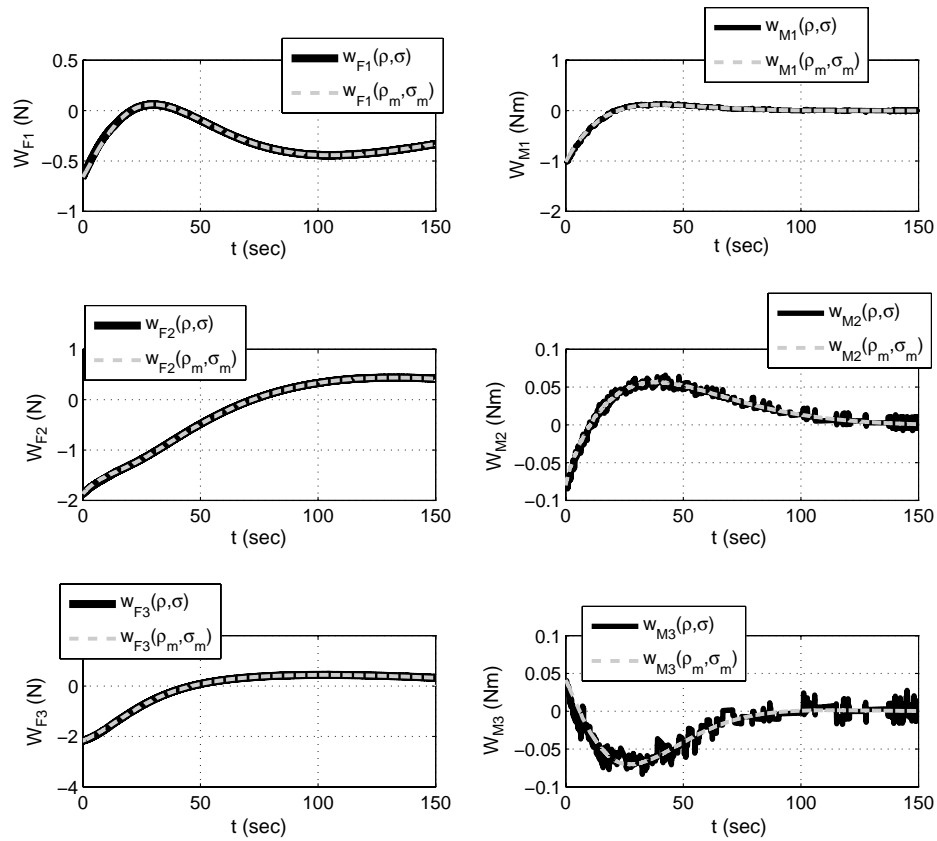 w_F1(ρ,σ)
w_F1(ρ_m,σ_m)
0.5
0
−0.5
−1
W_F1 (N)
0 50 100 150
t (sec)
w_M1(ρ,σ)
w_M1(ρ_m,σ_m)
1
0
−1
−2
W_M1 (Nm)
0 50 100 150
t (sec)
w_F2(ρ,σ)
w_F2(ρ_m,σ_m)
1
0
−1
−2
W_F2 (N)
0 50 100 150
t (sec)
w_M2(ρ,σ)
w_M2(ρ_m,σ_m)
0.1
0.05
0
−0.05
−0.1
W_M2 (Nm)
0 50 100 150
t (sec)
w_F3(ρ,σ)
w_F3(ρ_m,σ_m)
2
0
−2
−4
W_F3 (N)
0 50 100 150
t (sec)
w_M3(ρ,σ)
w_M3(ρ_m,σ_m)
0.1
0.05
0
−0.05
−0.1
W_M3 (Nm)
0 50 100 150
t (sec)